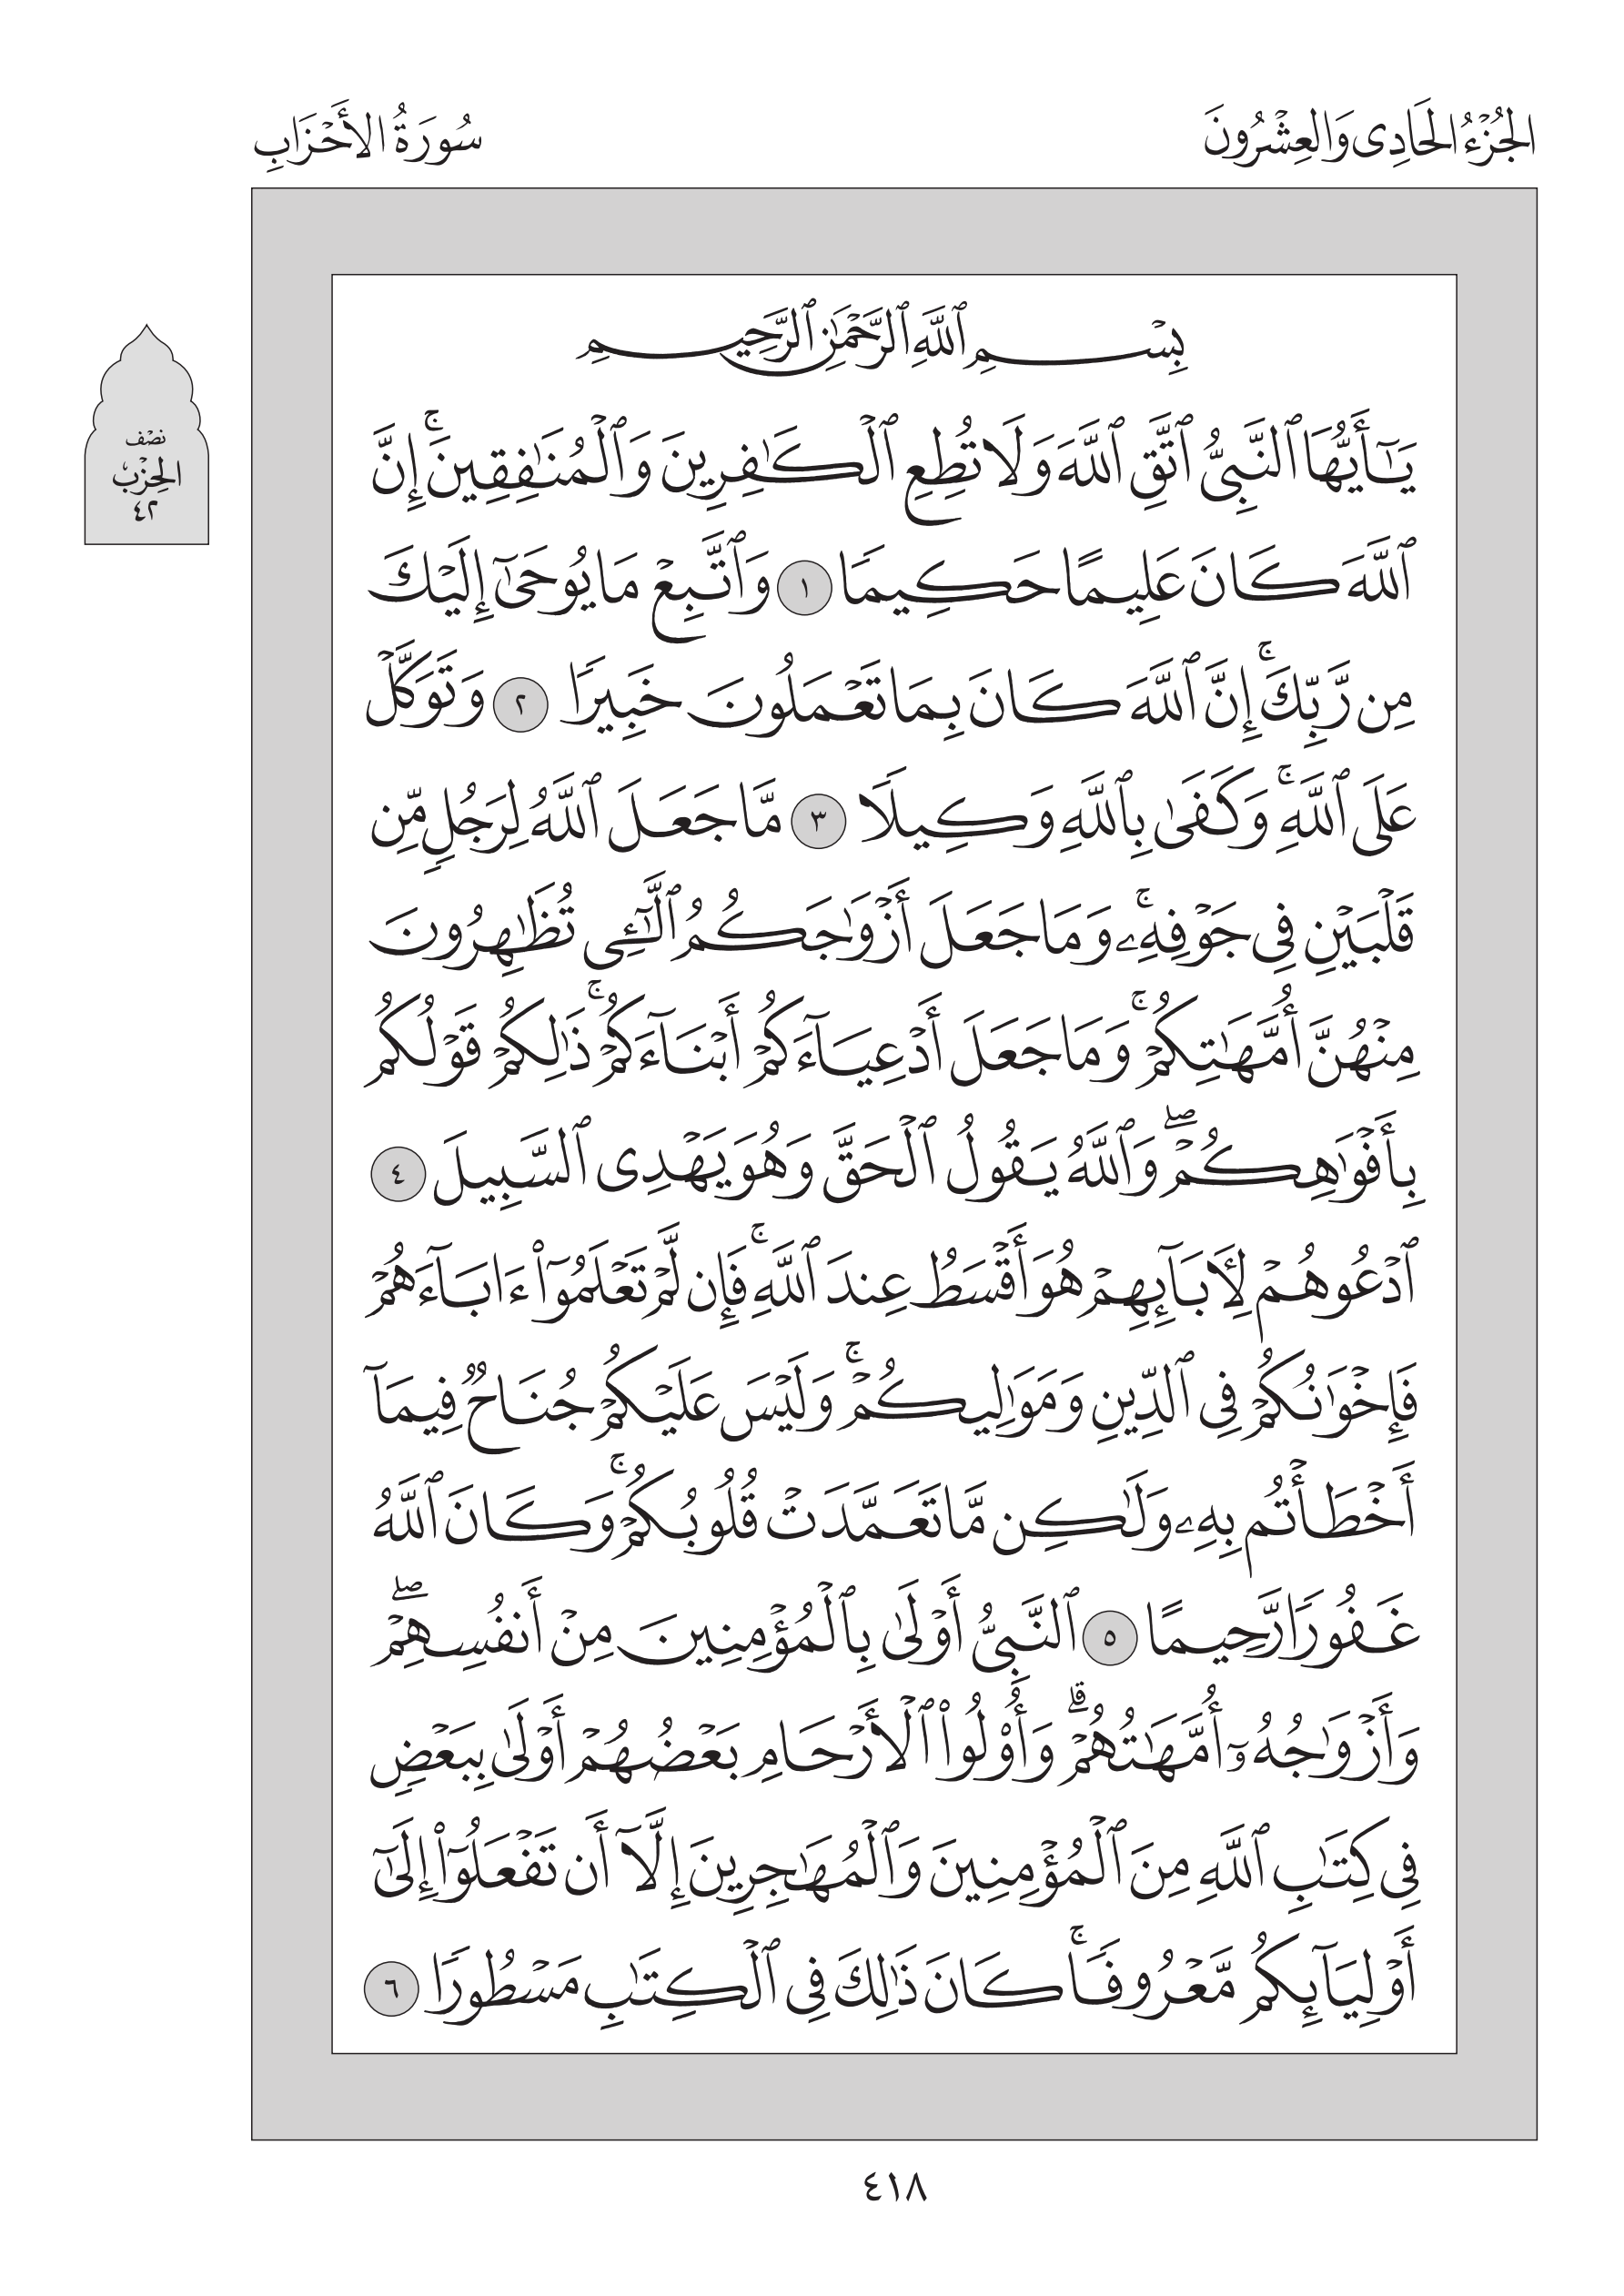 الجُزْءُ الحَادِى وَالعِشْرُونَ
سُورَةُ الأَحْزَابِ
نصْف
الحِزْب
٤٢
بِسْمِ ٱللَّهِ ٱلرَّحْمَٰنِ ٱلرَّحِيمِ
يَٰٓأَيُّهَا ٱلنَّبِىُّ ٱتَّقِ ٱللَّهَ وَلَا تُطِعِ ٱلْكَٰفِرِينَ وَٱلْمُنَٰفِقِينَۚ إِنَّ
ٱللَّهَ كَانَ عَلِيمًا حَكِيمًا ١ وَٱتَّبِعْ مَا يُوحَىٰٓ إِلَيْكَ
مِن رَّبِّكَۚ إِنَّ ٱللَّهَ كَانَ بِمَا تَعْمَلُونَ خَبِيرًا ٢ وَتَوَكَّلْ
عَلَى ٱللَّهِۚ وَكَفَىٰ بِٱللَّهِ وَكِيلًا ٣ مَّا جَعَلَ ٱللَّهُ لِرَجُلٍ مِّن
قَلْبَيْنِ فِى جَوْفِهِۦۚ وَمَا جَعَلَ أَزْوَٰجَكُمُ ٱلَّٰٓـِٔى تُظَٰهِرُونَ
مِنْهُنَّ أُمَّهَٰتِكُمْۚ وَمَا جَعَلَ أَدْعِيَآءَكُمْ أَبْنَآءَكُمْۚ ذَٰلِكُمْ قَوْلُكُم
بِأَفْوَٰهِكُمْۖ وَٱللَّهُ يَقُولُ ٱلْحَقَّ وَهُوَ يَهْدِى ٱلسَّبِيلَ ٤
ٱدْعُوهُمْ لِءَابَآئِهِمْ هُوَ أَقْسَطُ عِندَ ٱللَّهِۚ فَإِن لَّمْ تَعْلَمُوٓا۟ ءَابَآءَهُمْ
فَإِخْوَٰنُكُمْ فِى ٱلدِّينِ وَمَوَٰلِيكُمْۚ وَلَيْسَ عَلَيْكُمْ جُنَاحٌ فِيمَآ
أَخْطَأْتُم بِهِۦ وَلَٰكِن مَّا تَعَمَّدَتْ قُلُوبُكُمْۚ وَكَانَ ٱللَّهُ
غَفُورًا رَّحِيمًا ٥ ٱلنَّبِىُّ أَوْلَىٰ بِٱلْمُؤْمِنِينَ مِنْ أَنفُسِهِمْۖ
وَأَزْوَٰجُهُۥٓ أُمَّهَٰتُهُمْۗ وَأُو۟لُوا۟ ٱلْأَرْحَامِ بَعْضُهُمْ أَوْلَىٰ بِبَعْضٍ
فِى كِتَٰبِ ٱللَّهِ مِنَ ٱلْمُؤْمِنِينَ وَٱلْمُهَٰجِرِينَ إِلَّآ أَن تَفْعَلُوٓا۟ إِلَىٰٓ
أَوْلِيَآئِكُم مَّعْرُوفًاۚ كَانَ ذَٰلِكَ فِى ٱلْكِتَٰبِ مَسْطُورًا ٦
٤١٨